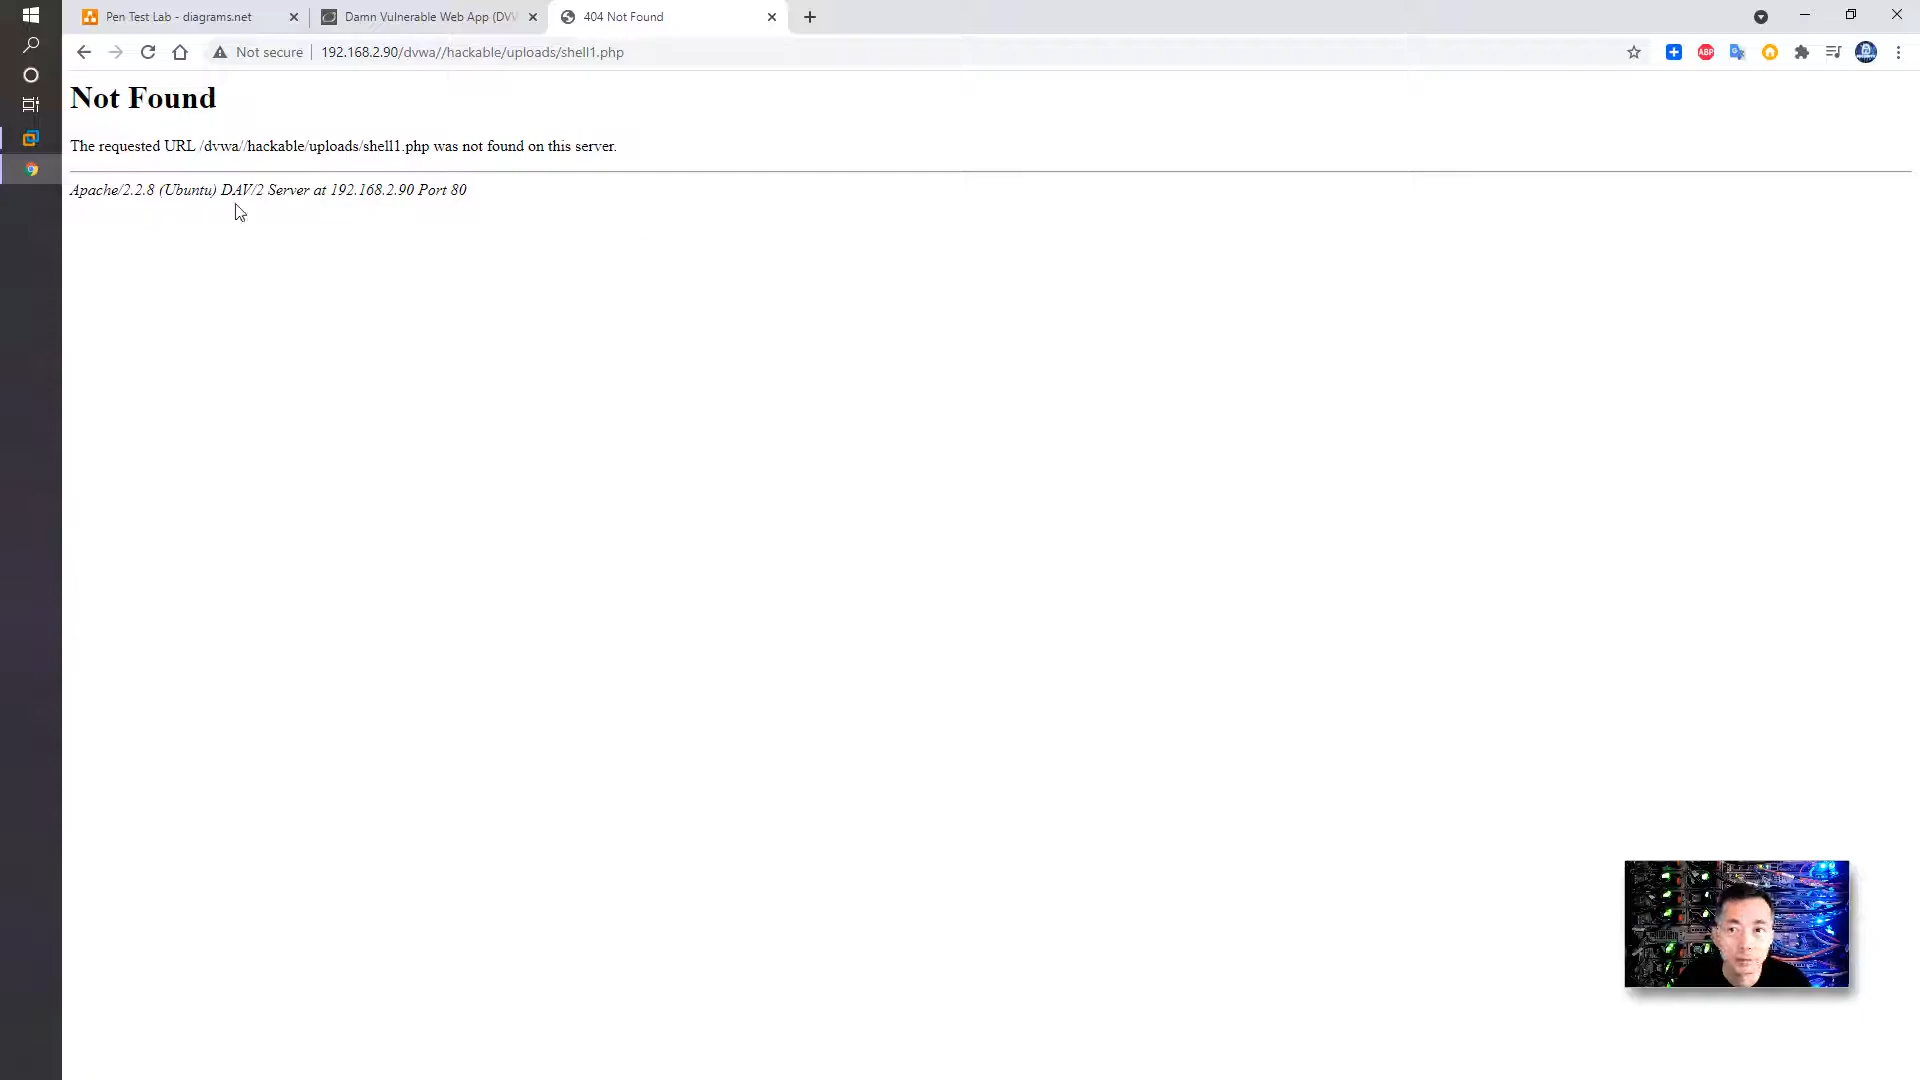 Pen Test Lab - diagrams.net
Damn Vulnerable Web App (DV
404 Not Found
Not secure
192.168.2.90/dvwa//hackable/uploads/shell1.php
ABP
Not Found
The requested URL /dvwa//hackable/uploads/shell1.php was not found on this server.
Apache/2.2.8 (Ubuntu) DAV/2 Server at 192.168.2.90 Port 80